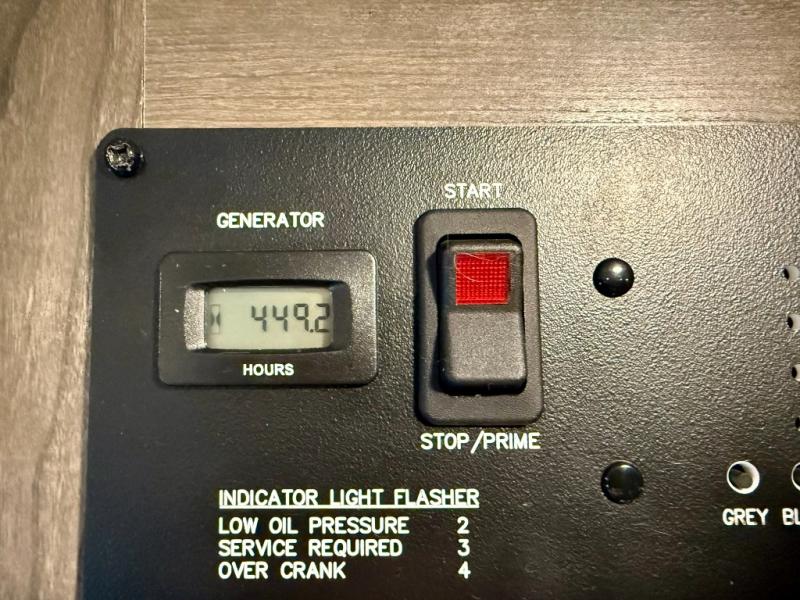 GENERATOR
449.2
HOURS
START
STOP/PRIME
INDICATOR LIGHT FLASHER
LOW OIL PRESSURE 2
SERVICE REQUIRED 3
OVER CRANK 4
GREY